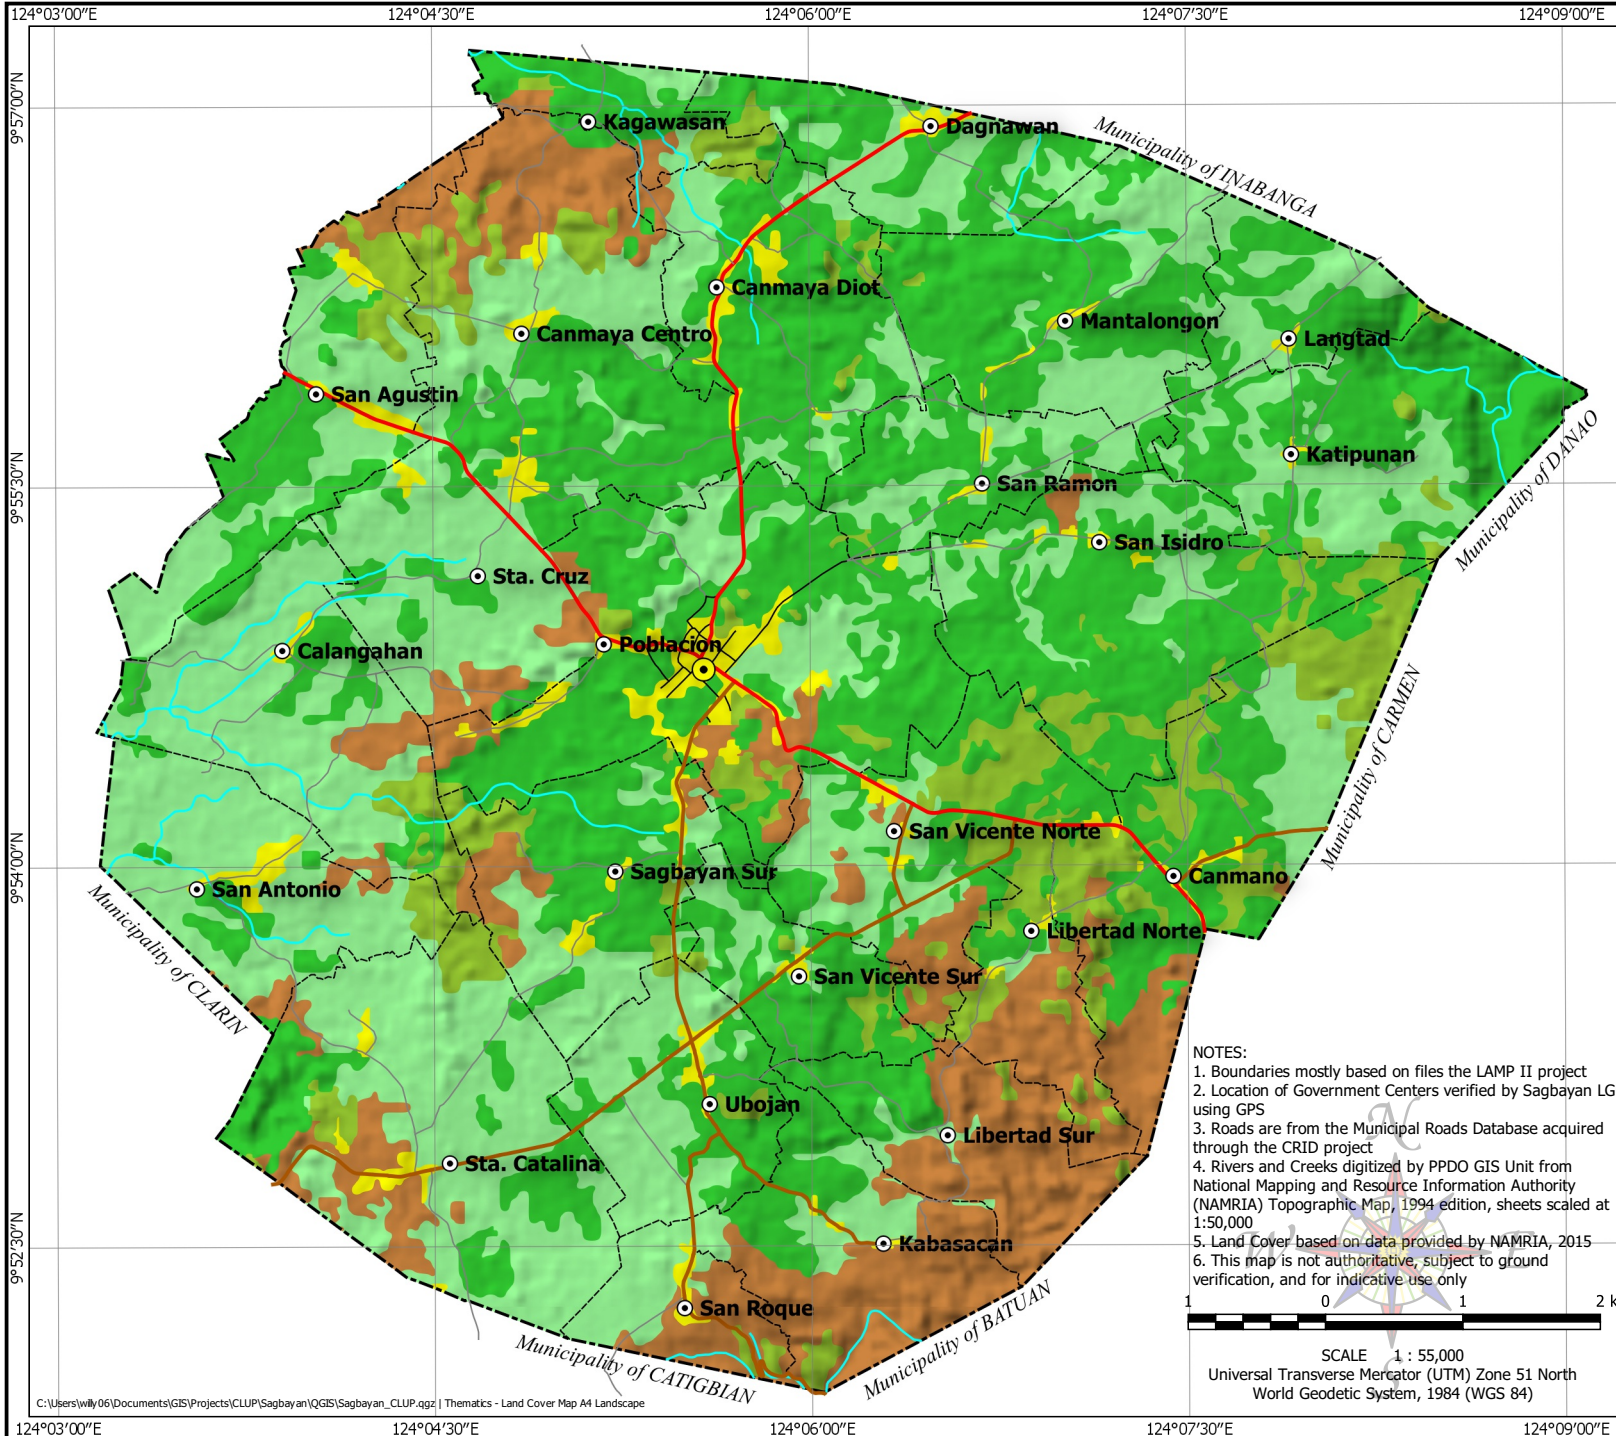 124°03'00"E
124°04'30"E
124°06'00"E
124°07'30"E
124°09'00"E
9°57'00"N
Kagawasan
Dagnawan
Municipality of INABANGA
Canmaya Diot
Canmaya Centro
Mantalongon
Langtad
San Agustin
Katipunan
Municipality of DANAO
9°55'30"N
San Ramon
San Isidro
Sta. Cruz
Poblacion
Calangahan
Municipality of CARMEN
San Vicente Norte
9°54'00"N
Sagbayan Sur
Canmano
San Antonio
Municipality of CLARIN
Libertad Norte
San Vicente Sur
Ubojan
Libertad Sur
Sta. Catalina
9°52'30"N
Kabasacan
San Roque
Municipality of BATUAN
Municipality of CATIGBIAN
NOTES:
1. Boundaries mostly based on files the LAMP II project
2. Location of Government Centers verified by Sagbayan LG
using GPS
3. Roads are from the Municipal Roads Database acquired
through the CRID project
4. Rivers and Creeks digitized by PPDO GIS Unit from
National Mapping and Resource Information Authority
(NAMRIA) Topographic Map, 1994 edition, sheets scaled at
1:50,000
5. Land Cover based on data provided by NAMRIA, 2015
6. This map is not authoritative, subject to ground
verification, and for indicative use only
N
W
E
S
1 0 1 2 k
SCALE 1 : 55,000
Universal Transverse Mercator (UTM) Zone 51 North
World Geodetic System, 1984 (WGS 84)
C:\Users\willy06\Documents\GIS\Projects\CLUP\Sagbayan\QGIS\Sagbayan_CLUP.qgz | Thematics - Land Cover Map A4 Landscape
124°03'00"E
124°04'30"E
124°06'00"E
124°07'30"E
124°09'00"E